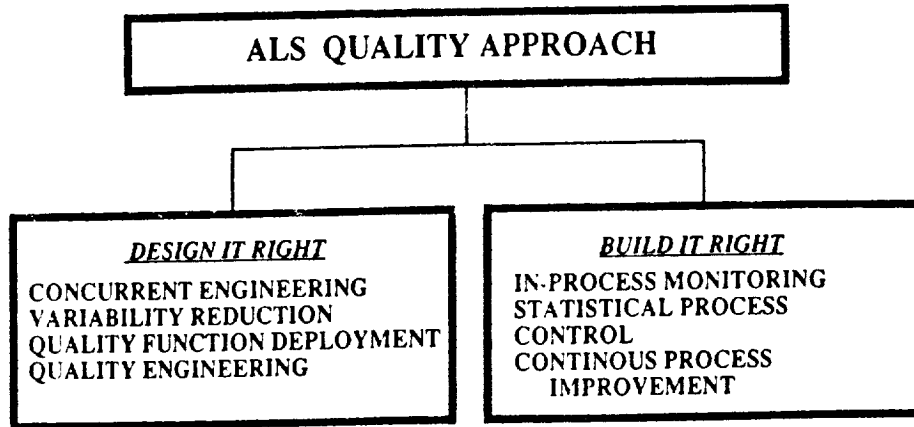 ALS QUALITY APPROACH
DESIGN IT RIGHT
CONCURRENT ENGINEERING
VARIABILITY REDUCTION
QUALITY FUNCTION DEPLOYMENT
QUALITY ENGINEERING
BUILD IT RIGHT
IN-PROCESS MONITORING
STATISTICAL PROCESS
CONTROL
CONTINOUS PROCESS
IMPROVEMENT